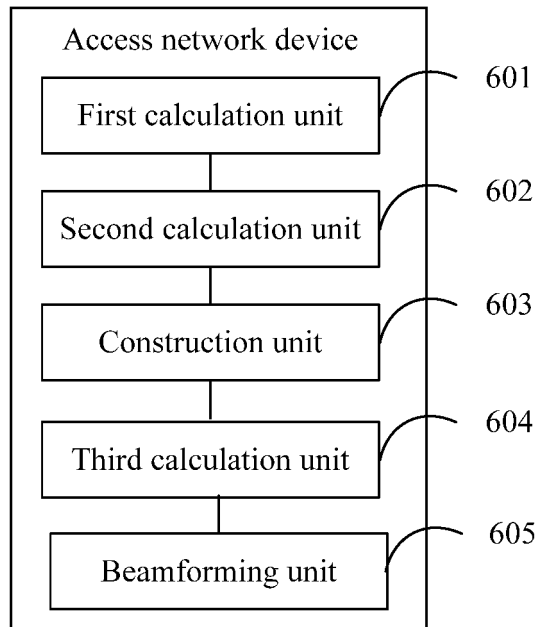 Access network device
First calculation unit
601
Second calculation unit
602
Construction unit
603
Third calculation unit
604
Beamforming unit
605